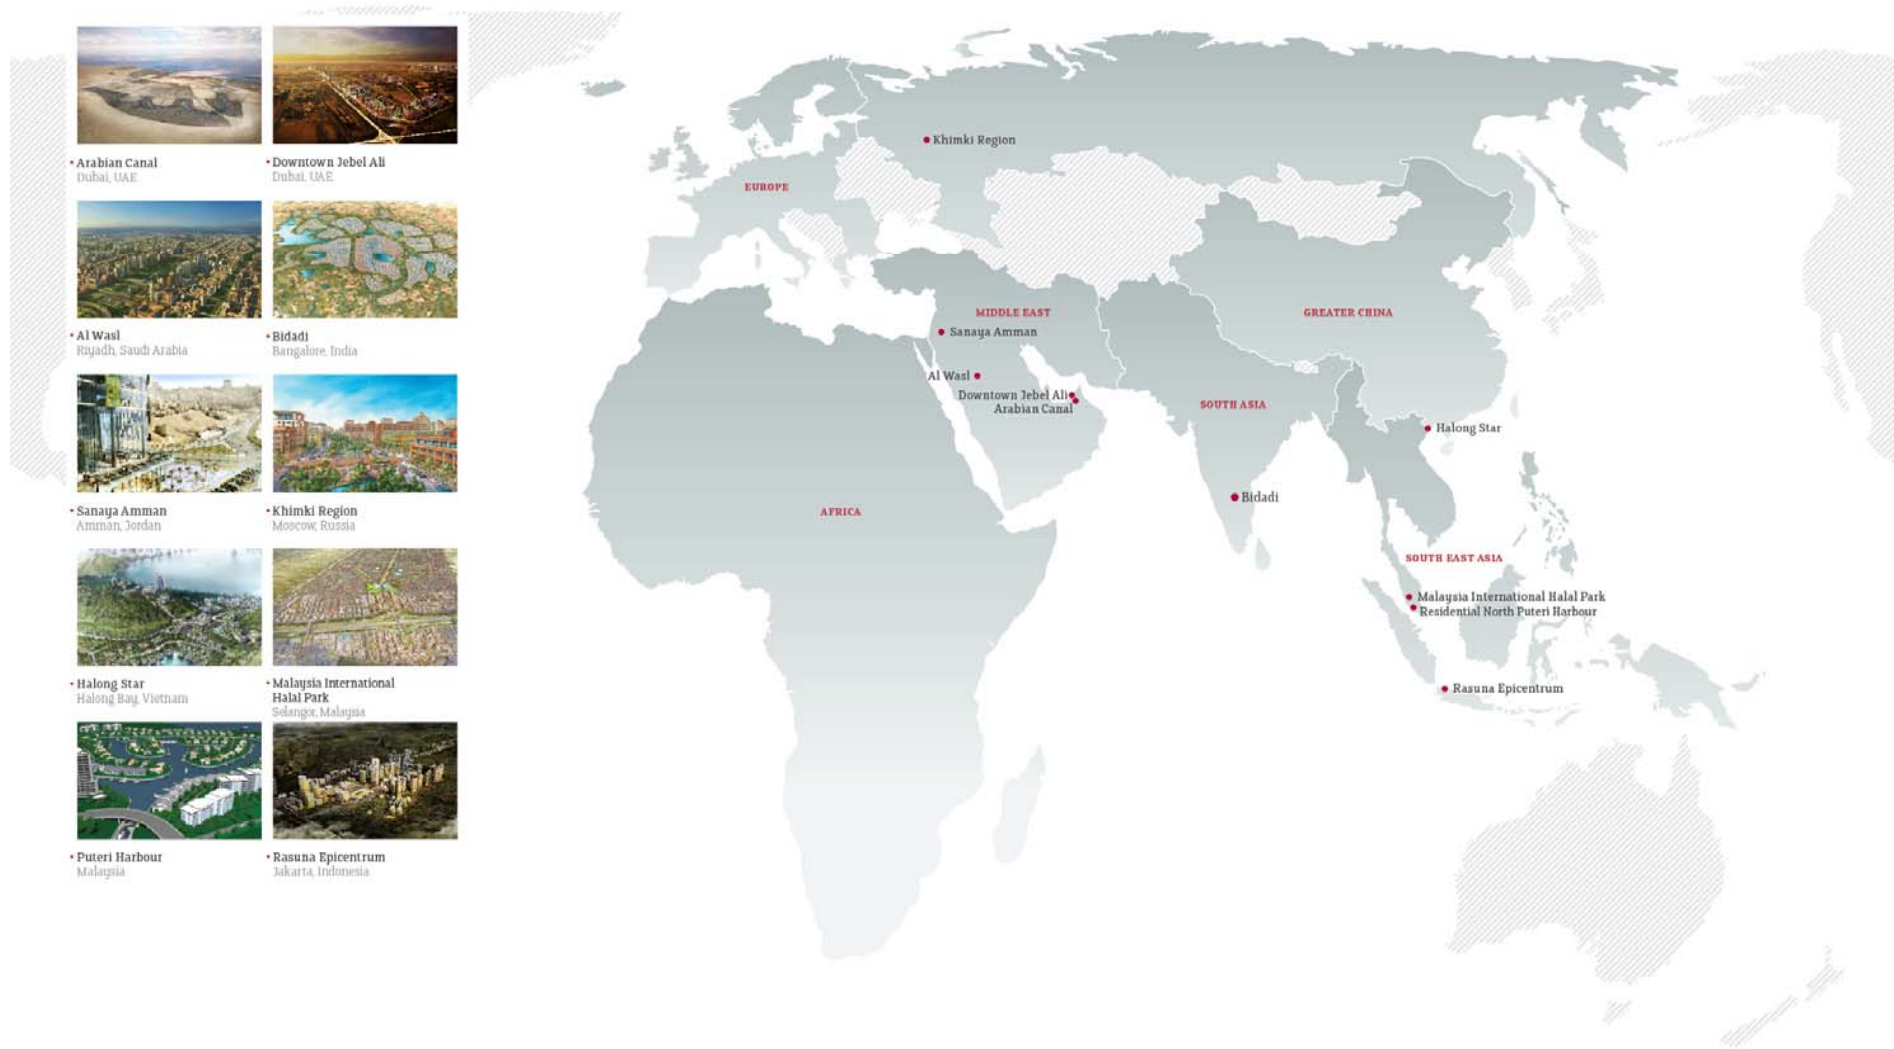 • Arabian Canal
Dubai, UAE
• Downtown Jebel Ali
Dubai, UAE
• Al Wasl
Riyadh, Saudi Arabia
• Bidadi
Bangalore, India
• Sanaya Amman
Amman, Jordan
• Khimki Region
Moscow, Russia
• Halong Star
Halong Bay, Vietnam
• Malaysia International
Halal Park
Selangor, Malaysia
• Puteri Harbour
Malaysia
• Rasuna Epicentrum
Jakarta, Indonesia
Khimki Region
EUROPE
MIDDLE EAST
GREATER CHINA
Sanaya Amman
Al Wasl
Downtown Jebel Ali
Arabian Canal
SOUTH ASIA
Halong Star
Bidadi
AFRICA
SOUTH EAST ASIA
Malaysia International Halal Park
Residential North Puteri Harbour
Rasuna Epicentrum